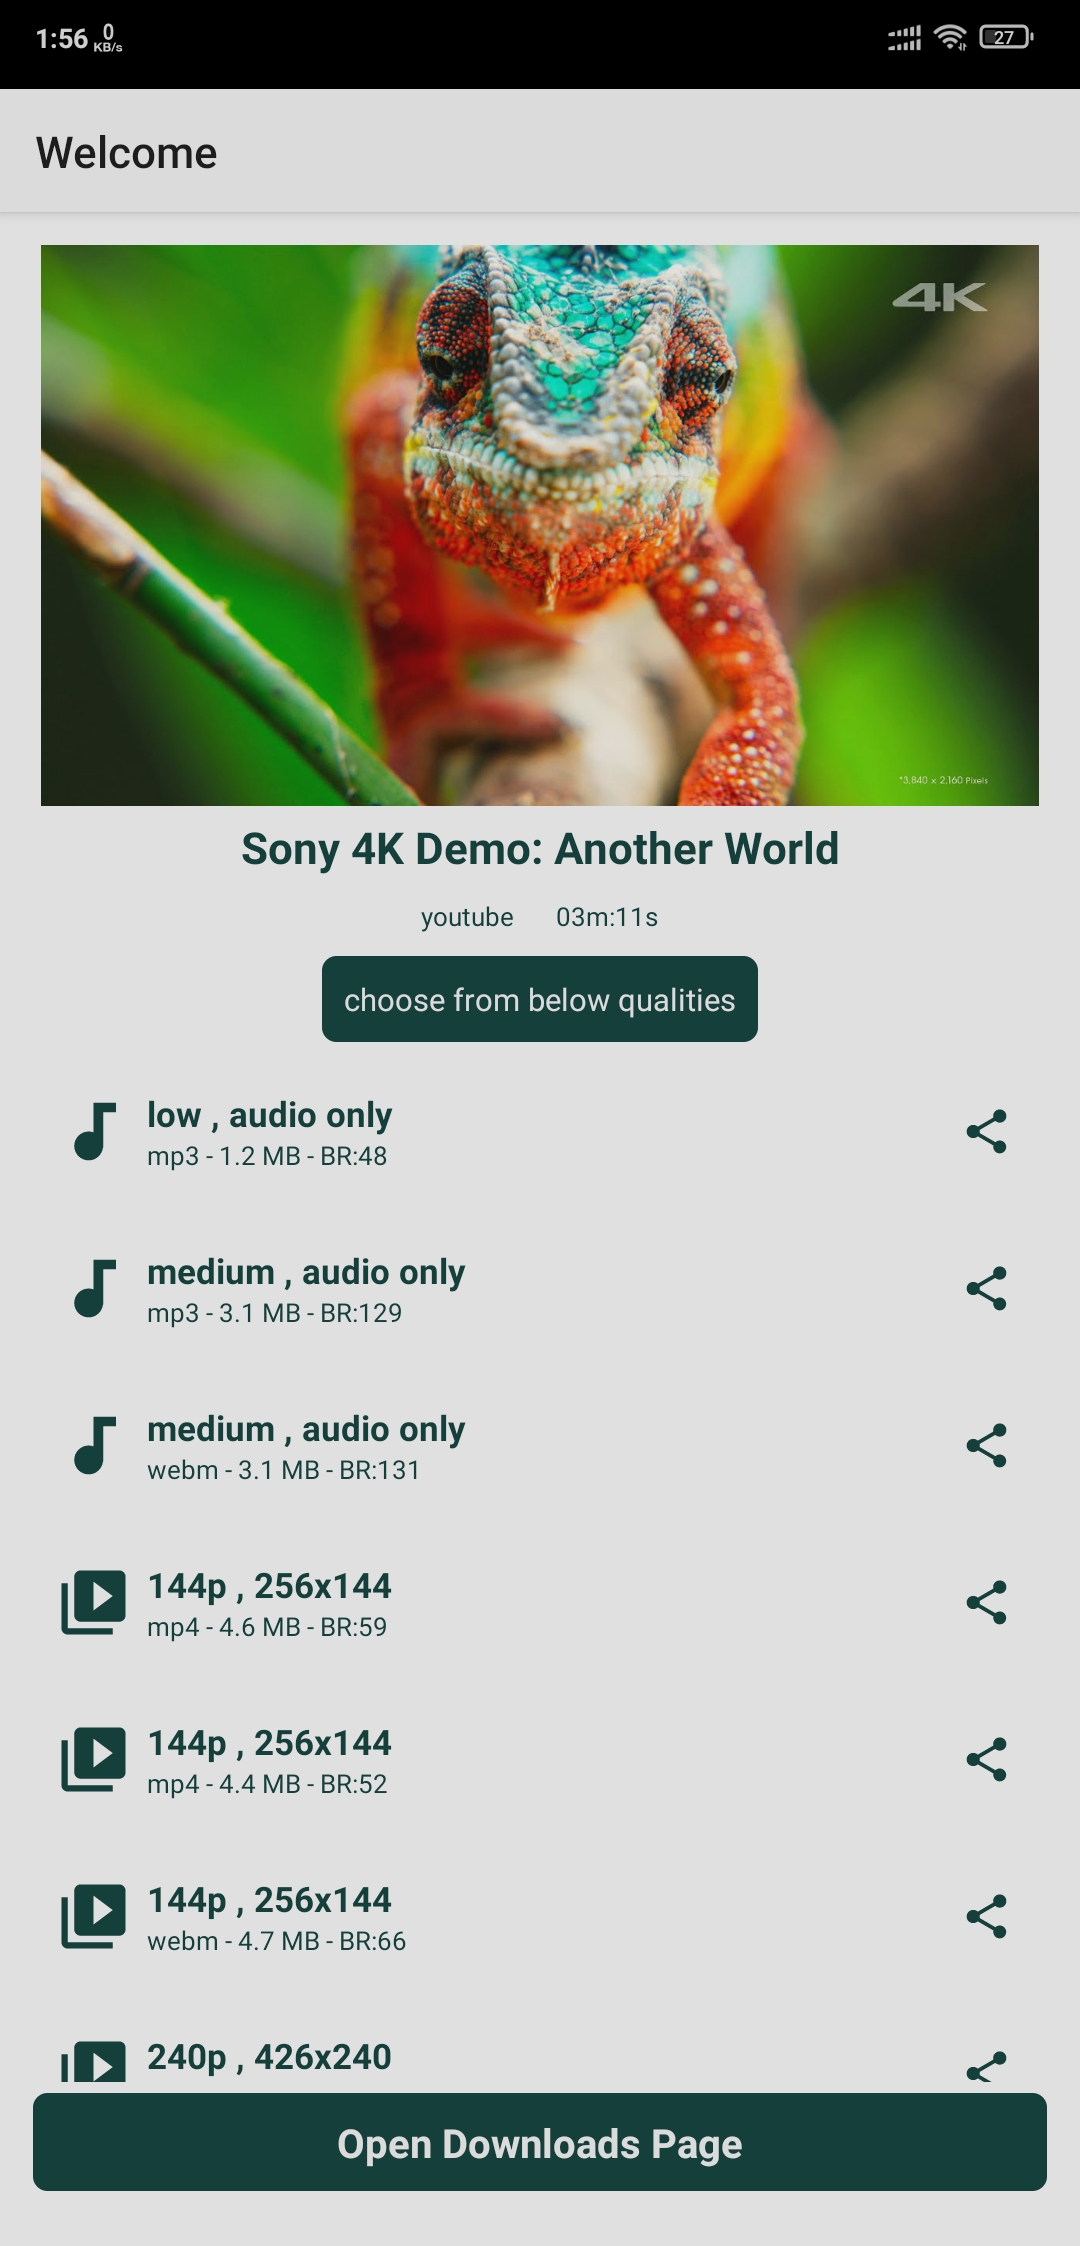 1:56 0 KB/s 27
Welcome
4K
*3,840 x 2,160 Pixels
Sony 4K Demo: Another World
youtube 03m:11s
choose from below qualities
low , audio only
mp3 - 1.2 MB - BR:48
medium , audio only
mp3 - 3.1 MB - BR:129
medium , audio only
webm - 3.1 MB - BR:131
144p , 256x144
mp4 - 4.6 MB - BR:59
144p , 256x144
mp4 - 4.4 MB - BR:52
144p , 256x144
webm - 4.7 MB - BR:66
240p , 426x240
Open Downloads Page